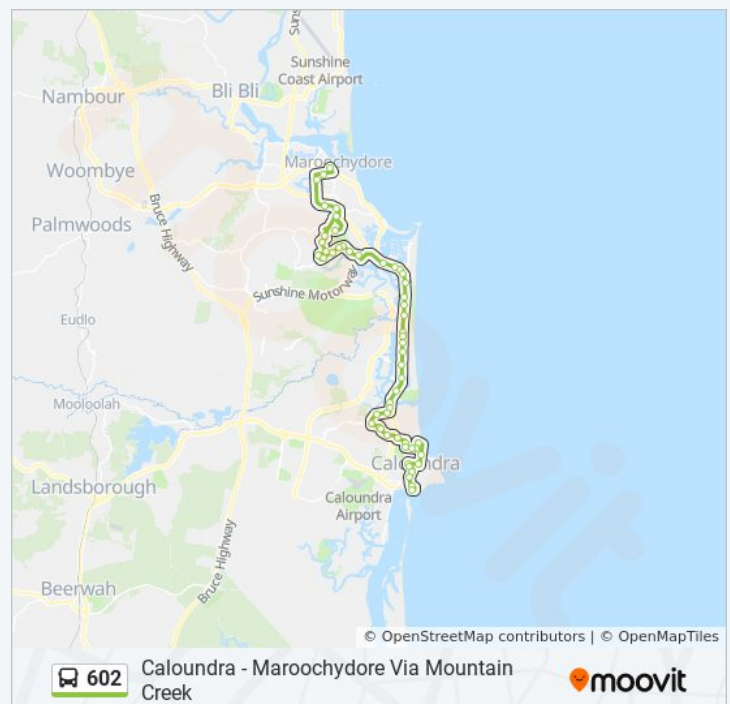 Suns
Sunshine
Coast Airport
Nambour
Bli Bli
Woombye
Maroochydore
Palmwoods
Bruce Highway
Sunshine Motorway
Eudlo
Mooloolah
Caloundra
Landsborough
Caloundra
Airport
Bruce Highway
Beerwah
© OpenStreetMap contributors | © OpenMapTiles
602
Caloundra - Maroochydore Via Mountain
Creek
moovit